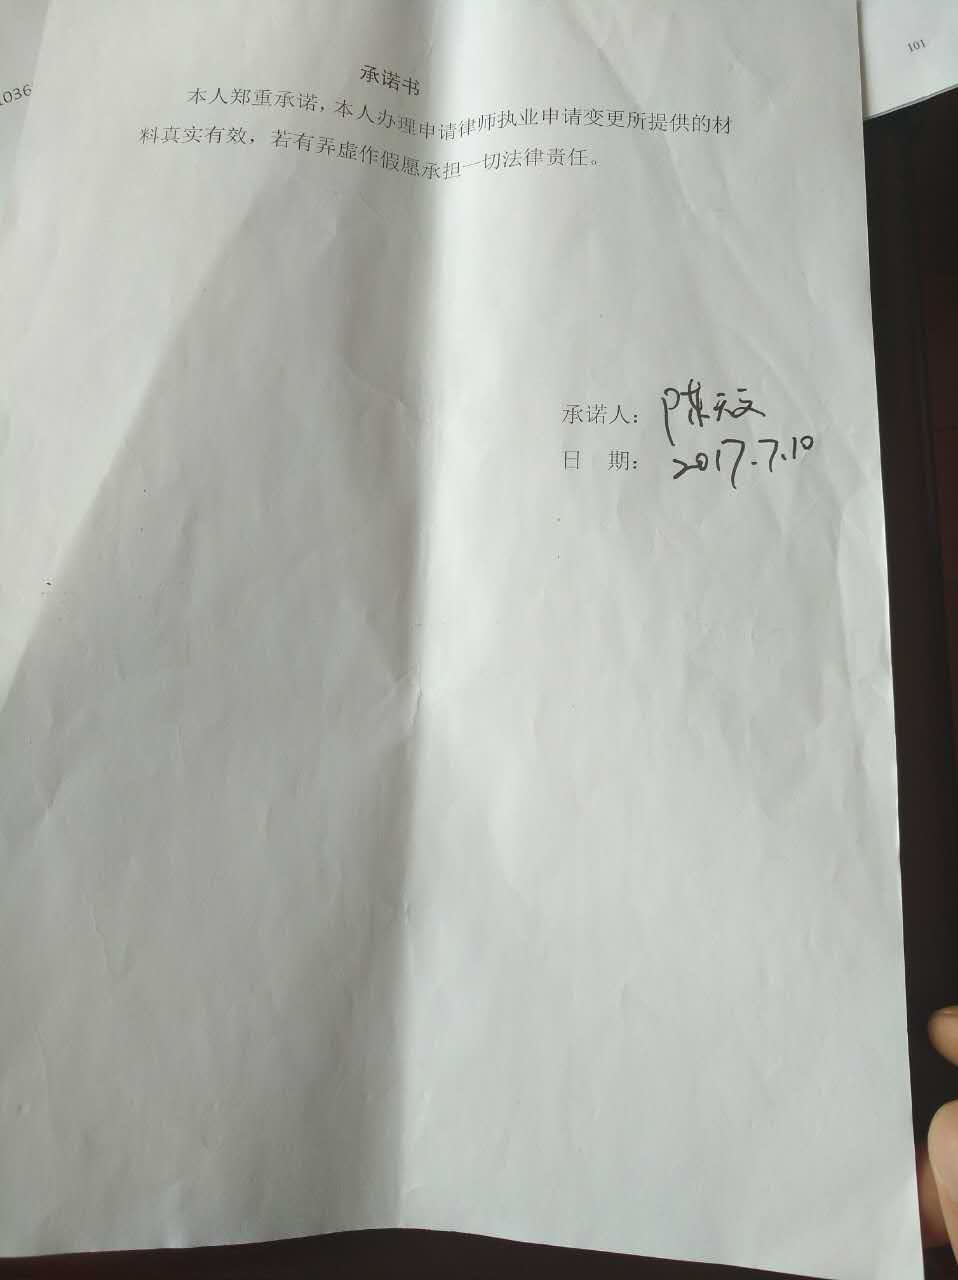 101
1036
承诺书
本人郑重承诺，本人办理申请律师执业申请变更所提供的材
料真实有效，若有弄虚作假愿承担一切法律责任。
承诺人：陈天文
日 期：2017.7.10